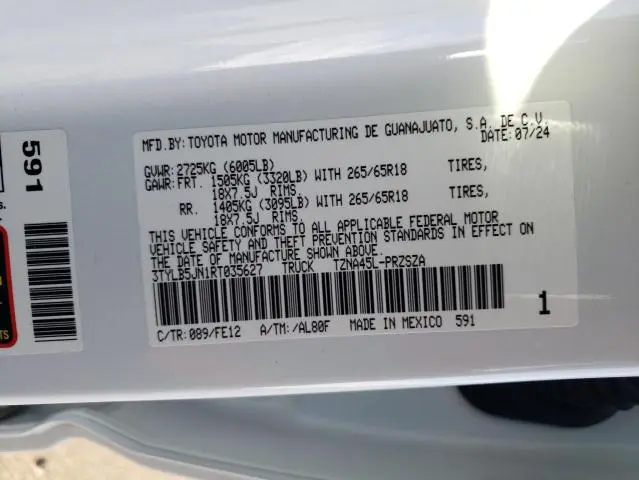 MFD.BY:TOYOTA MOTOR MANUFACTURING DE GUANAJUATO, S.A. DE C.V.
DATE:07/24
GVWR:2725KG (6005LB)
GAWR:FRT. 1505KG (3320LB) WITH 265/65R18 TIRES,
18X7.5J RIMS,
RR. 1405KG (3095LB) WITH 265/65R18 TIRES,
18X7.5J RIMS.
THIS VEHICLE CONFORMS TO ALL APPLICABLE FEDERAL MOTOR
VEHICLE SAFETY AND THEFT PREVENTION STANDARDS IN EFFECT ON
THE DATE OF MANUFACTURE SHOWN ABOVE.
3TYLB5JN1RT035627 TRUCK TZNA45L-PRZSZA
C/TR:089/FE12 A/TM:/AL80F MADE IN MEXICO 591
1
591
s.
TS